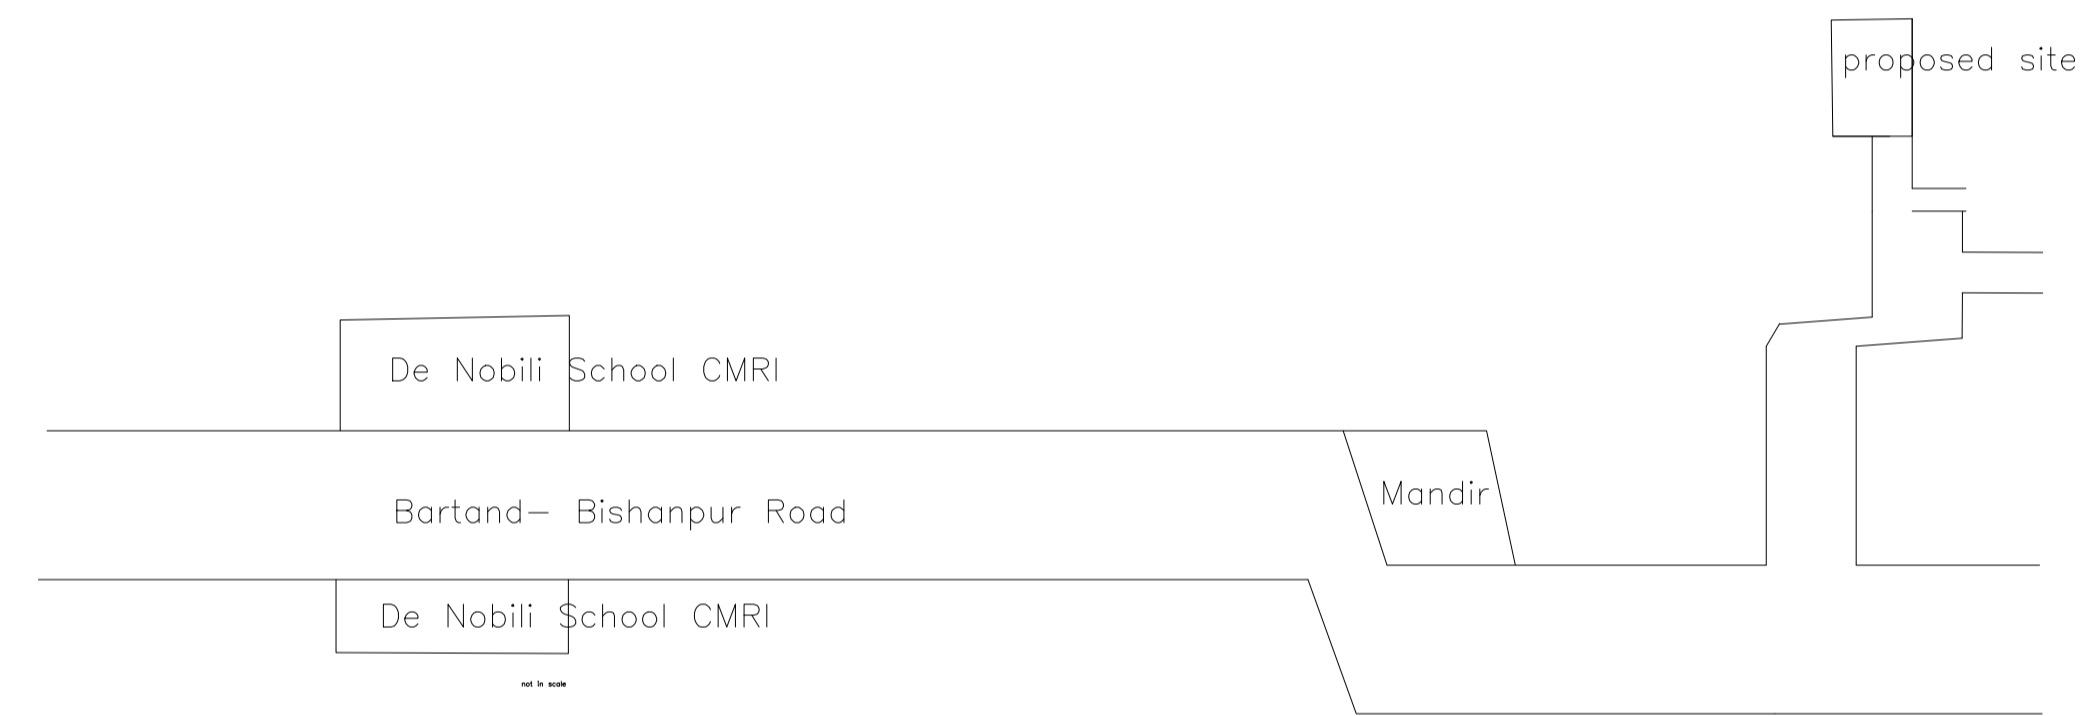 proposed site
De Nobili School CMRI
Mandir
Bartand- Bishanpur Road
De Nobili School CMRI
not in scale